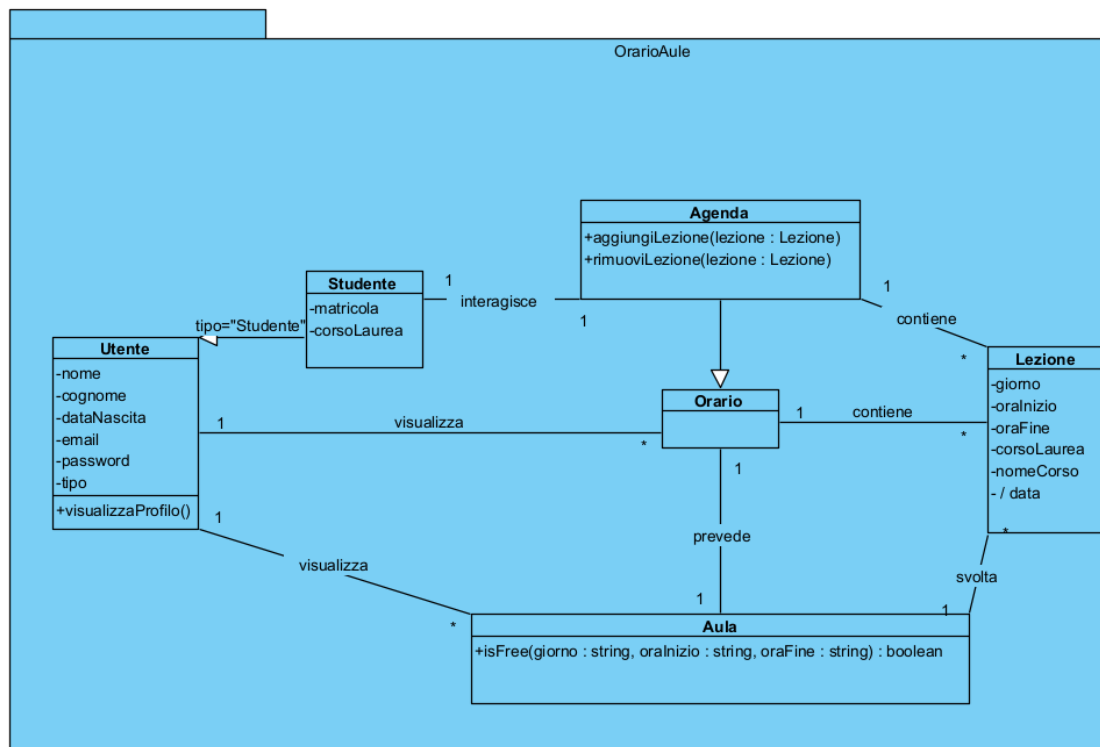 OrarioAule
Agenda
+aggiungiLezione(lezione : Lezione)
+rimuoviLezione(lezione : Lezione)
Studente
-matricola
-corsoLaurea
1
interagisce
1
1
contiene
*
tipo="Studente"
Utente
-nome
-cognome
-dataNascita
-email
-password
-tipo
+visualizzaProfilo()
Lezione
-giorno
-oraInizio
-oraFine
-corsoLaurea
-nomeCorso
- / data
Orario
1
visualizza
*
1
contiene
*
1
prevede
1
1
visualizza
*
*
svolta
1
Aula
+isFree(giorno : string, oraInizio : string, oraFine : string) : boolean